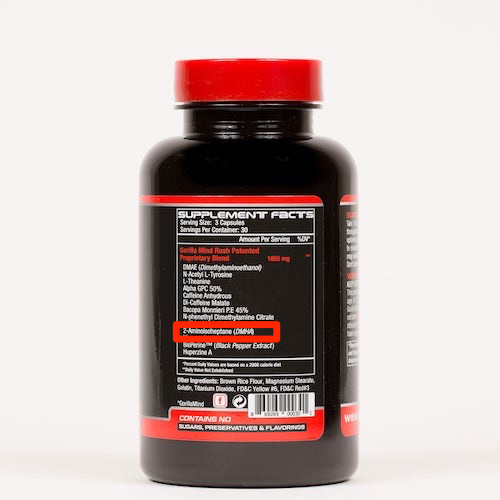 SUPPLEMENT FACTS
Serving Size: 3 Capsules
Servings Per Container: 30
Amount Per Serving %DV*
Gorilla Mind Rush Patented
Proprietary Blend 1655 mg **
DMAE (Dimethylaminoethanol)
N-Acetyl L-Tyrosine
L-Theanine
Alpha GPC 50%
Caffeine Anhydrous
Di-Caffeine Malate
Bacopa Monnieri P.E 45%
N-phenethyl Dimethylamine Citrate
2-Aminoisoheptane (DMHA)
BioPerine™ (Black Pepper Extract)
Huperzine A
*Percent Daily Values are based on a 2000 calorie diet
*Daily Value Not Established
Other Ingredients: Brown Rice Flour, Magnesium Stearate,
Gelatin, Titanium Dioxide, FD&C Yellow #6, FD&C Red#3
*GorillaMind
CONTAINS NO
SUGARS, PRESERVATIVES & FLAVORINGS
WWW